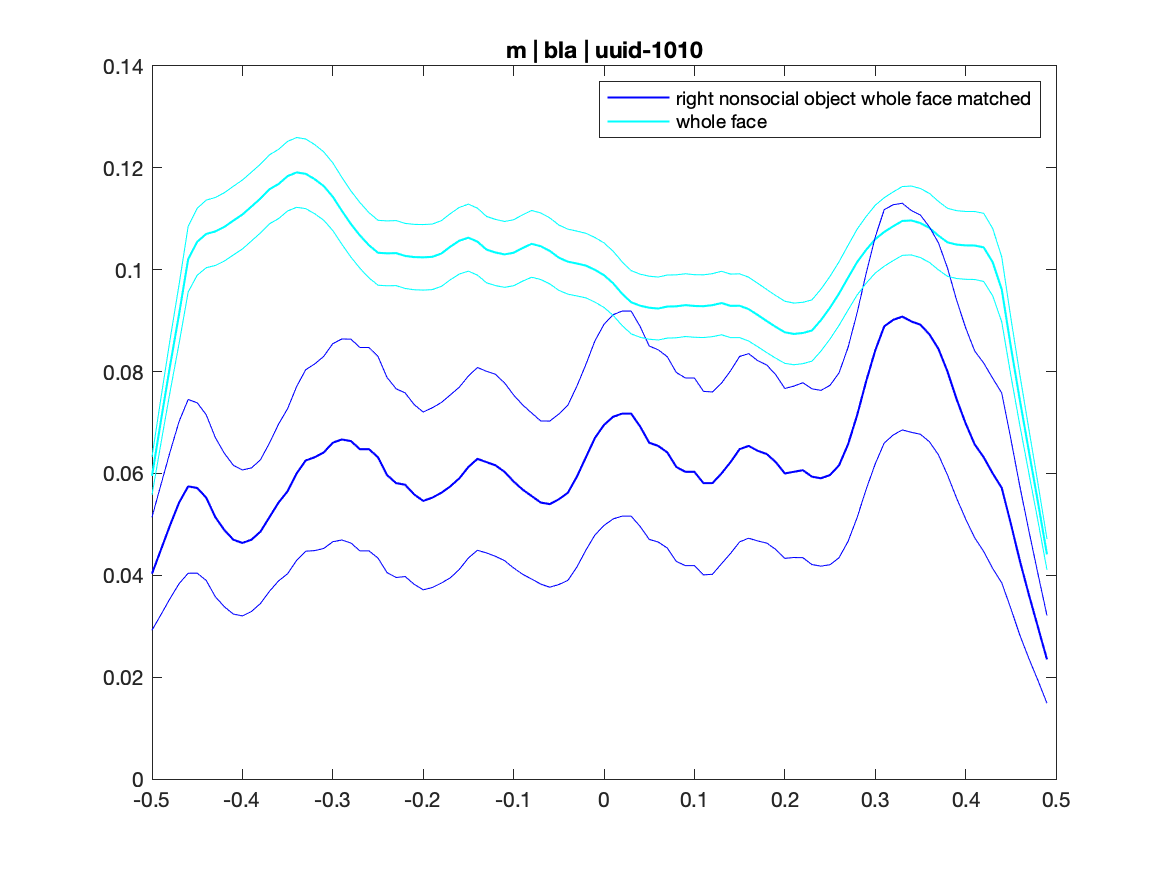 m | bla | uuid-1010
right nonsocial object whole face matched
whole face
0.14
0.12
0.1
0.08
0.06
0.04
0.02
0
-0.5 -0.4 -0.3 -0.2 -0.1 0 0.1 0.2 0.3 0.4 0.5